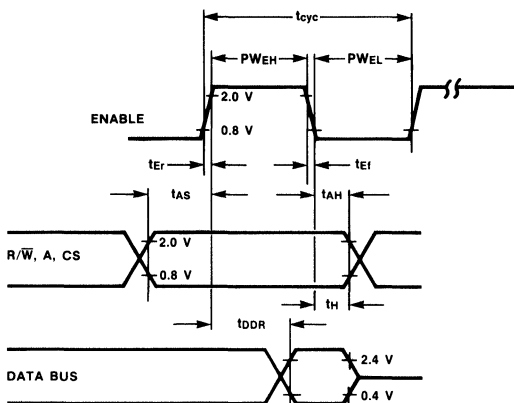 tcyc
PWEH PWEL
2.0 V
ENABLE
0.8 V
tEr tEf
tAS tAH
2.0 V
R/W̅, A, CS
0.8 V
tH
tDDR
2.4 V
DATA BUS
0.4 V